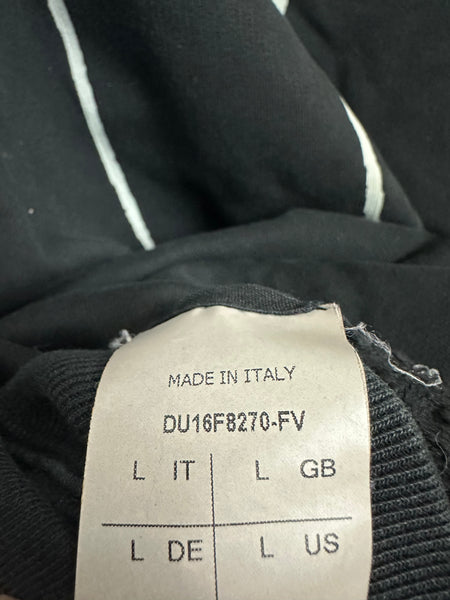 MADE IN ITALY
DU16F8270-FV
L IT L GB
L DE L US